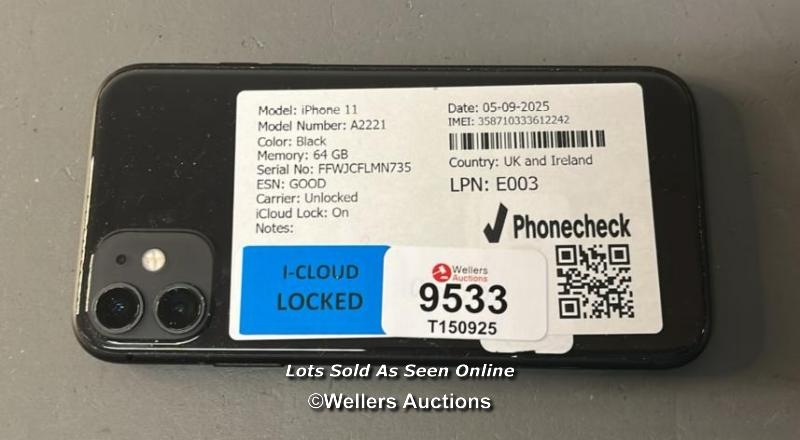 Model: iPhone 11
Model Number: A2221
Color: Black
Memory: 64 GB
Serial No: FFWJCFLMN735
ESN: GOOD
Carrier: Unlocked
iCloud Lock: On
Notes:
Date: 05-09-2025
IMEI: 358710333612242
Country: UK and Ireland
LPN: E003
Phonecheck
I-CLOUD
LOCKED
Wellers
Auctions
9533
T150925
Lots Sold As Seen Online
©Wellers Auctions